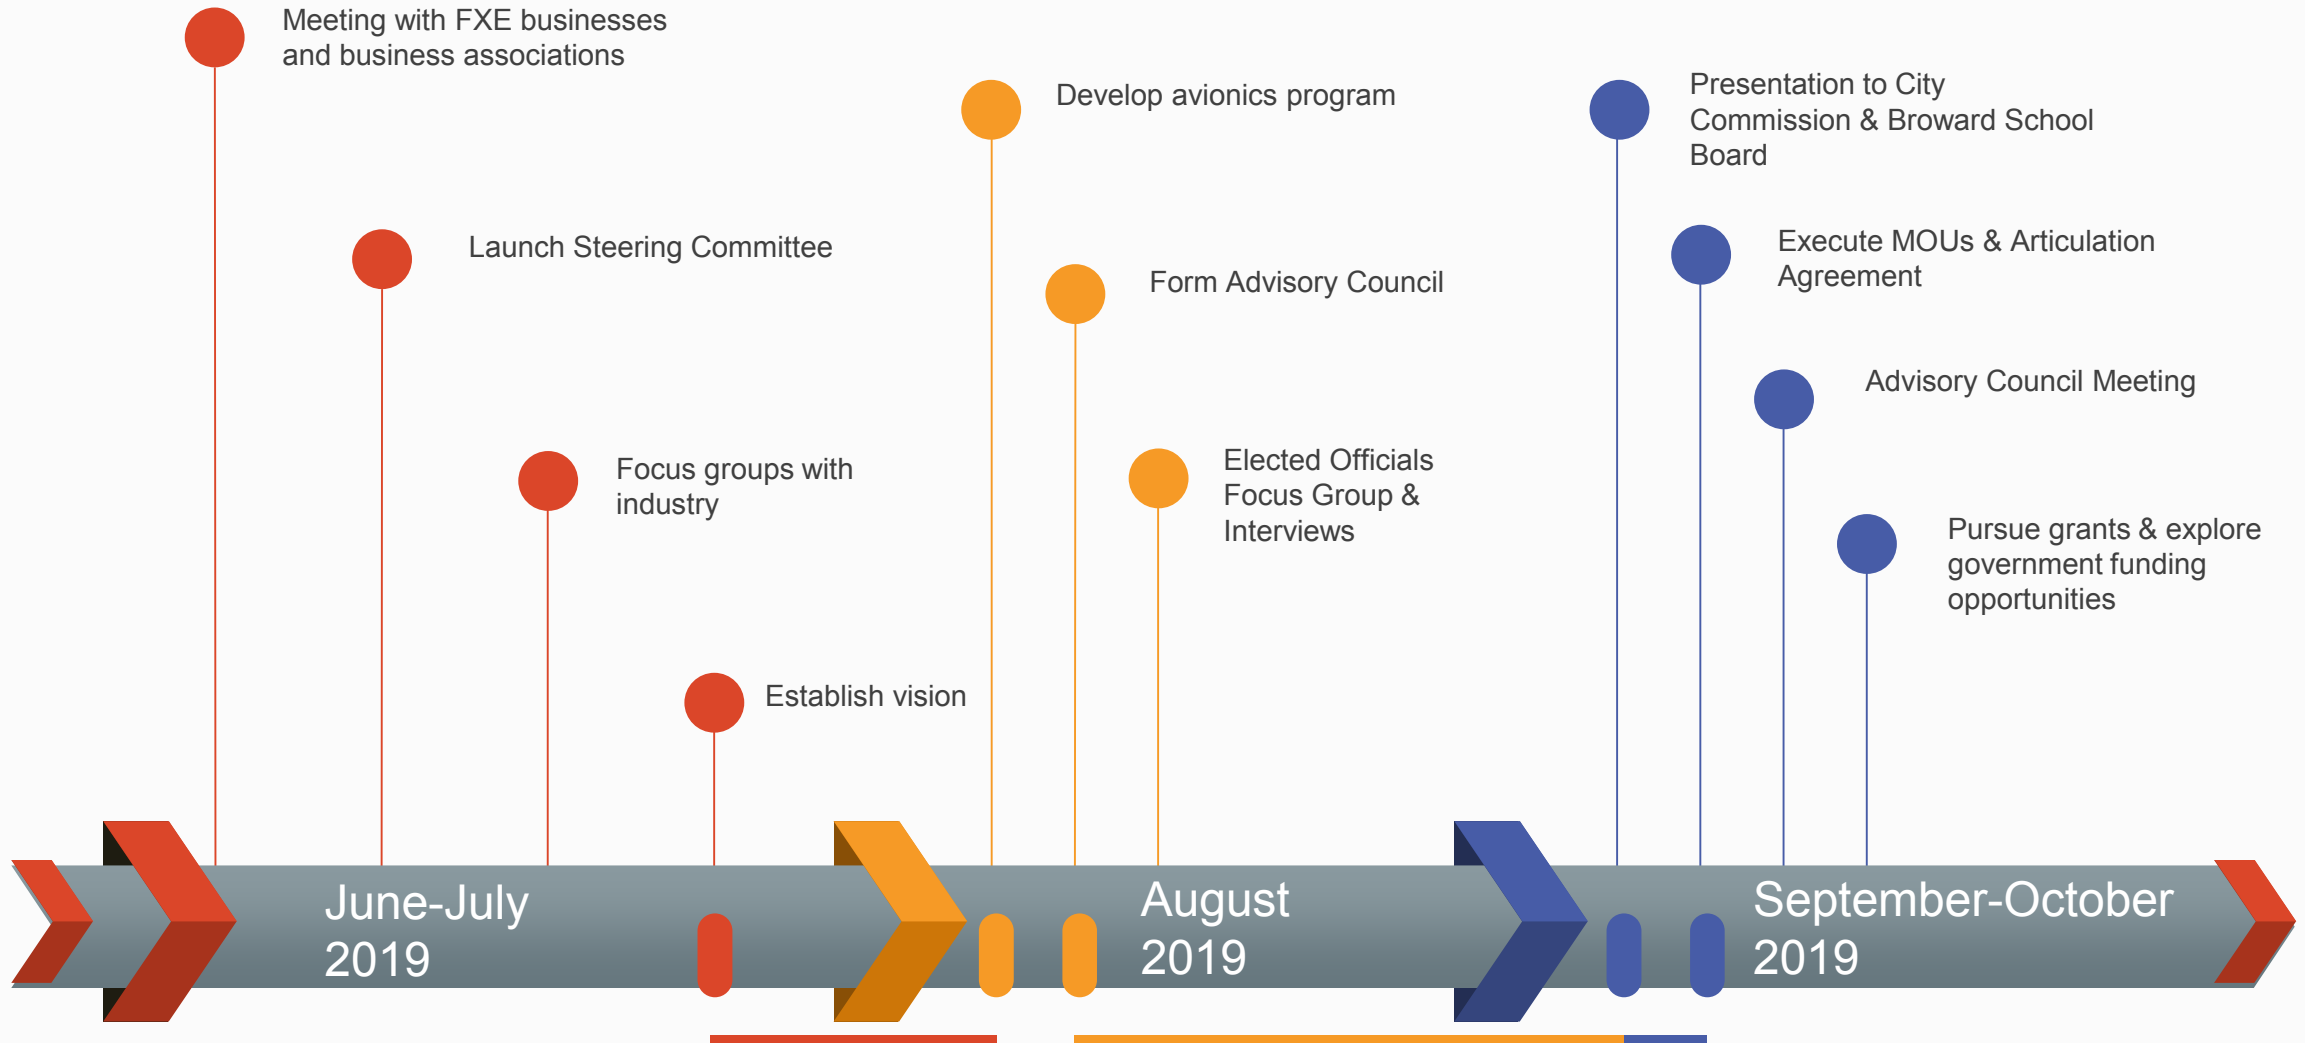 Meeting with FXE businesses
and business associations
Launch Steering Committee
Focus groups with
industry
Establish vision
Develop avionics program
Form Advisory Council
Elected Officials
Focus Group &
Interviews
Presentation to City
Commission & Broward School
Board
Execute MOUs & Articulation
Agreement
Advisory Council Meeting
Pursue grants & explore
government funding
opportunities
June-July
2019
August
2019
September-October
2019